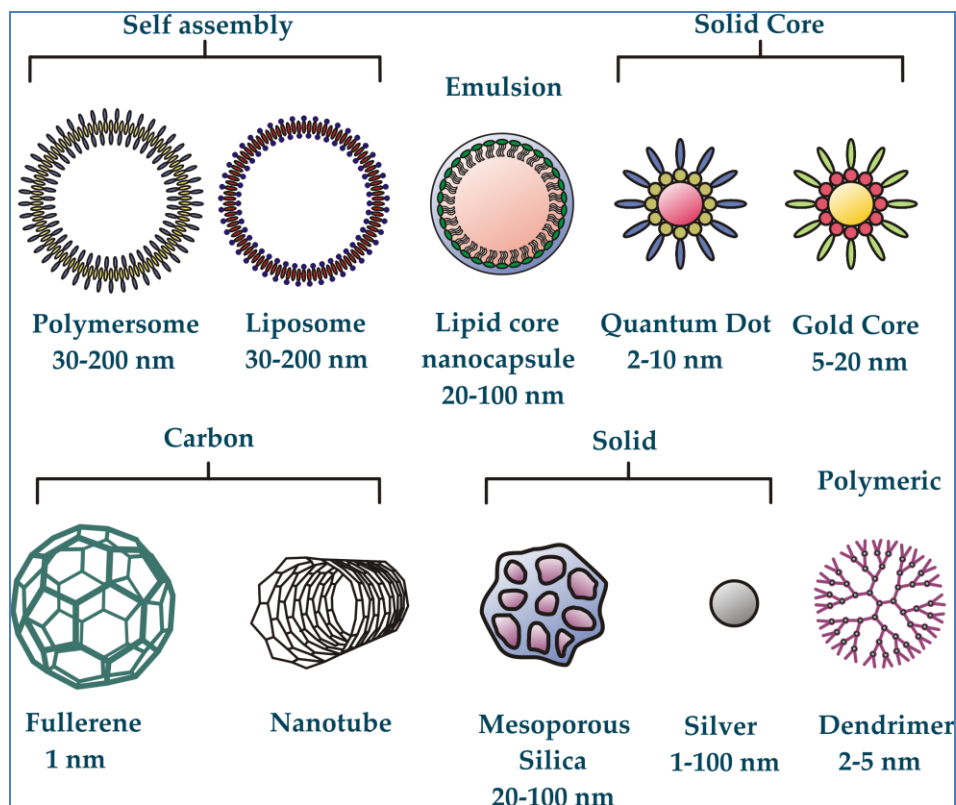 Self assembly
Solid Core
Emulsion
Polymersome
30-200 nm
Liposome
30-200 nm
Lipid core
nanocapsule
20-100 nm
Quantum Dot
2-10 nm
Gold Core
5-20 nm
Carbon
Solid
Polymeric
Fullerene
1 nm
Nanotube
Mesoporous
Silica
20-100 nm
Silver
1-100 nm
Dendrimer
2-5 nm